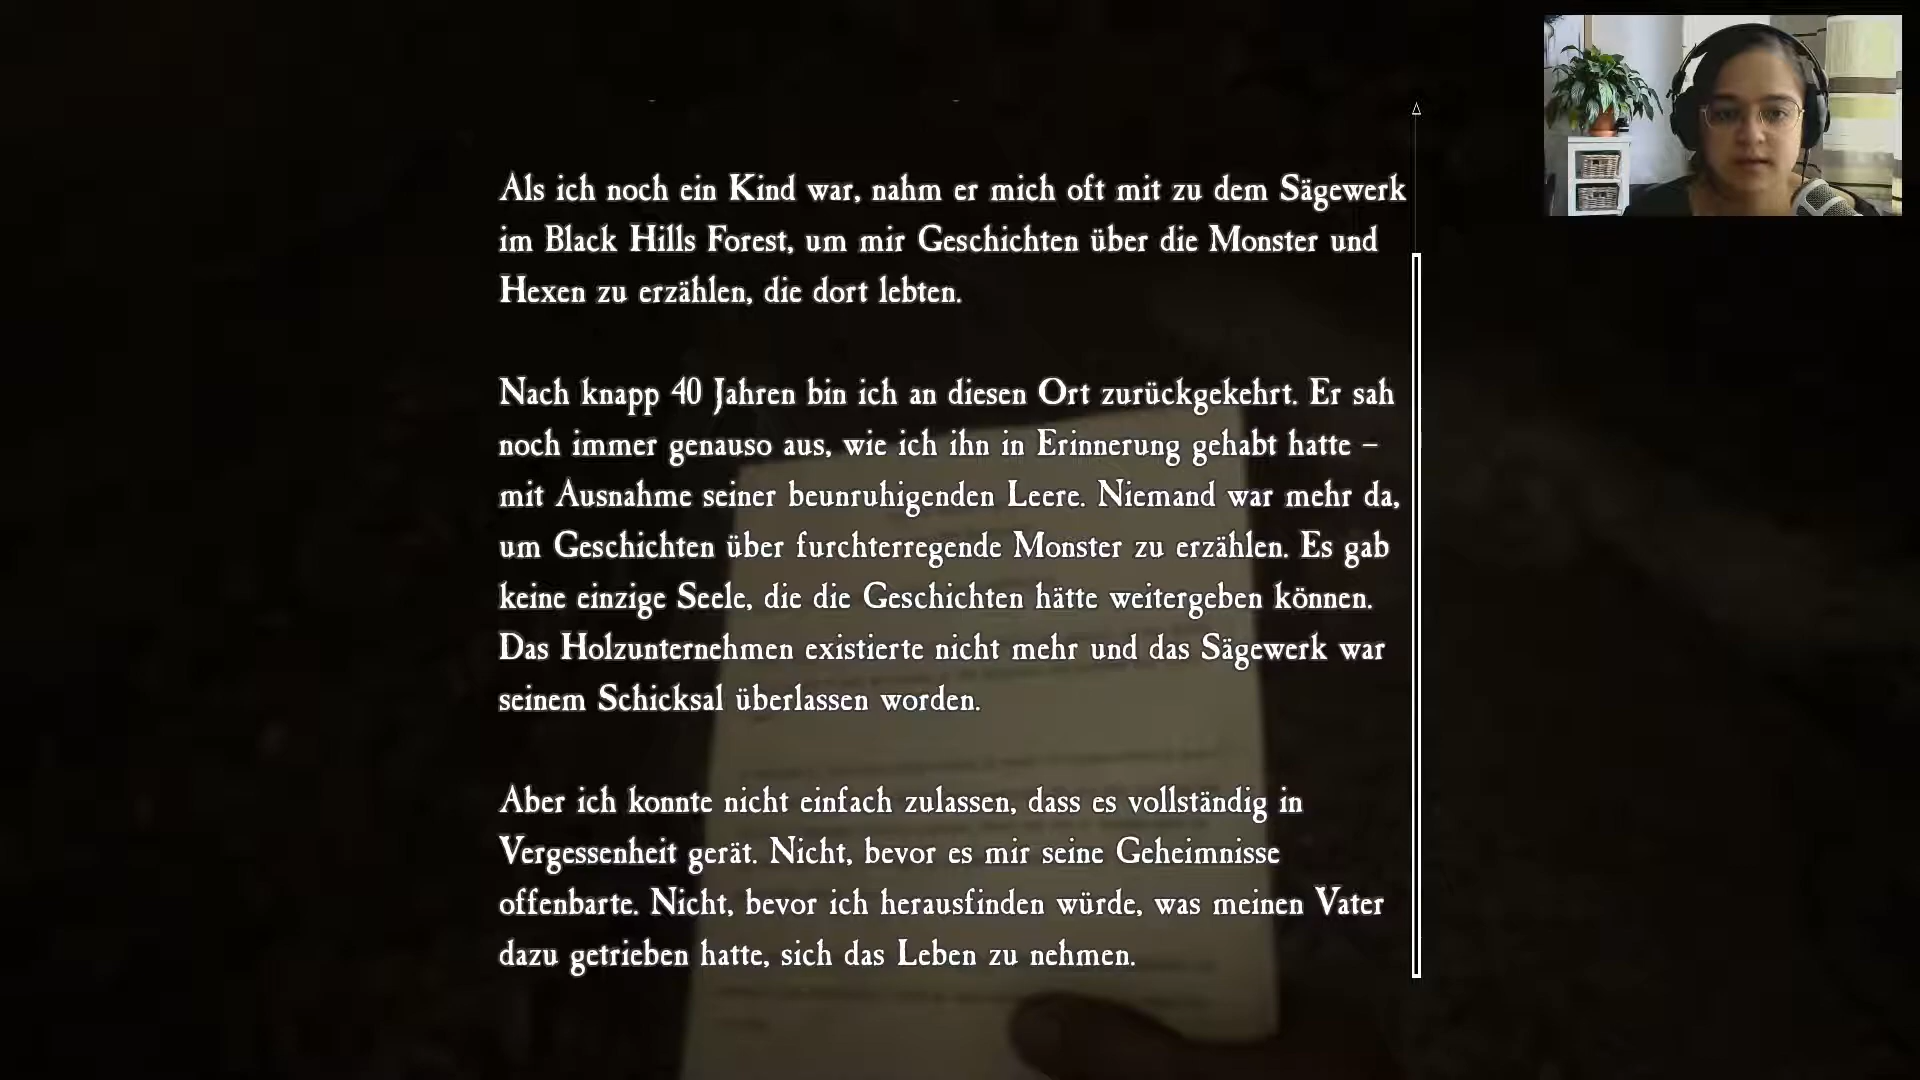 Als ich noch ein Kind war, nahm er mich oft mit zu dem Sägewerk
im Black Hills Forest, um mir Geschichten über die Monster und
Hexen zu erzählen, die dort lebten.
Nach knapp 40 Jahren bin ich an diesen Ort zurückgekehrt. Er sah
noch immer genauso aus, wie ich ihn in Erinnerung gehabt hatte –
mit Ausnahme seiner beunruhigenden Leere. Niemand war mehr da,
um Geschichten über furchterregende Monster zu erzählen. Es gab
keine einzige Seele, die die Geschichten hätte weitergeben können.
Das Holzunternehmen existierte nicht mehr und das Sägewerk war
seinem Schicksal überlassen worden.
Aber ich konnte nicht einfach zulassen, dass es vollständig in
Vergessenheit gerät. Nicht, bevor es mir seine Geheimnisse
offenbarte. Nicht, bevor ich herausfinden würde, was meinen Vater
dazu getrieben hatte, sich das Leben zu nehmen.